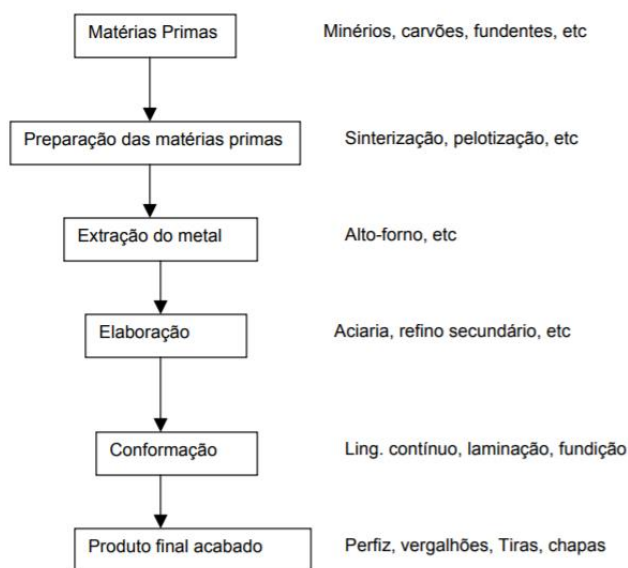 Matérias Primas
Minérios, carvões, fundentes, etc
Preparação das matérias primas
Sinterização, pelotização, etc
Extração do metal
Alto-forno, etc
Elaboração
Aciaria, refino secundário, etc
Conformação
Ling. contínuo, laminação, fundição
Produto final acabado
Perfiz, vergalhões, Tiras, chapas